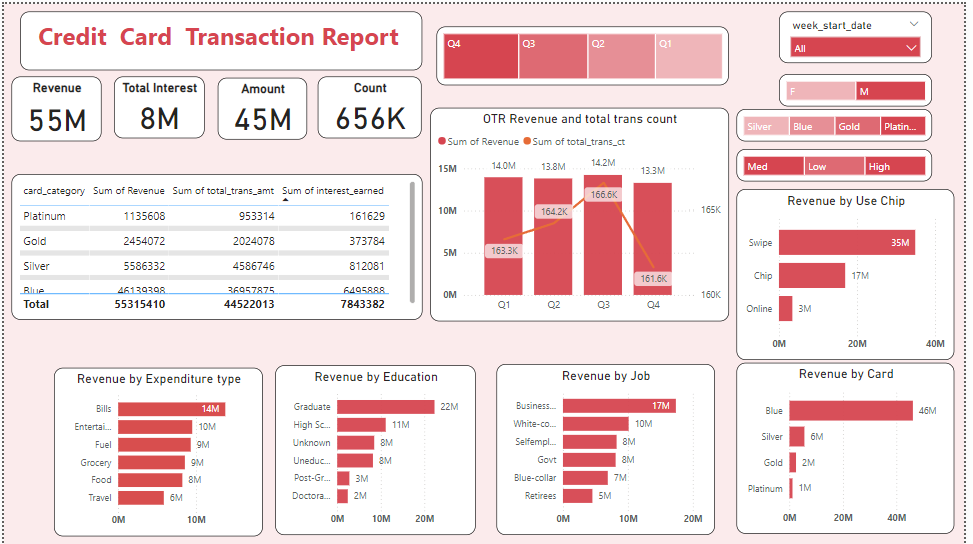 Credit Card Transaction Report
Revenue
55M
Total Interest
8M
Amount
45M
Count
656K
Q4 Q3 Q2 Q1
week_start_date
All
F M
Silver Blue Gold Platin...
Med Low High
card_category Sum of Revenue Sum of total_trans_amt Sum of interest_earned
Platinum 1135608 953314 161629
Gold 2454072 2024078 373784
Silver 5586332 4586746 812081
Blue 46139398 36957875 6495888
Total 55315410 44522013 7843382
QTR Revenue and total trans count
Sum of Revenue Sum of total_trans_ct
15M
10M
5M
0M
14.0M 13.8M 14.2M 13.3M
163.3K 164.2K 166.6K 161.6K
165K
160K
Q1 Q2 Q3 Q4
Revenue by Use Chip
Swipe 35M
Chip 17M
Online 3M
0M 20M 40M
Revenue by Expenditure type
Bills 14M
Entertai... 10M
Fuel 9M
Grocery 9M
Food 8M
Travel 6M
0M 10M
Revenue by Education
Graduate 22M
High Sc... 11M
Unknown 8M
Uneduc... 8M
Post-Gr... 3M
Doctora... 2M
0M 10M 20M
Revenue by Job
Business... 17M
White-co... 10M
Selfempl... 8M
Govt 8M
Blue-collar 7M
Retirees 5M
0M 10M 20M
Revenue by Card
Blue 46M
Silver 6M
Gold 2M
Platinum 1M
0M 20M 40M